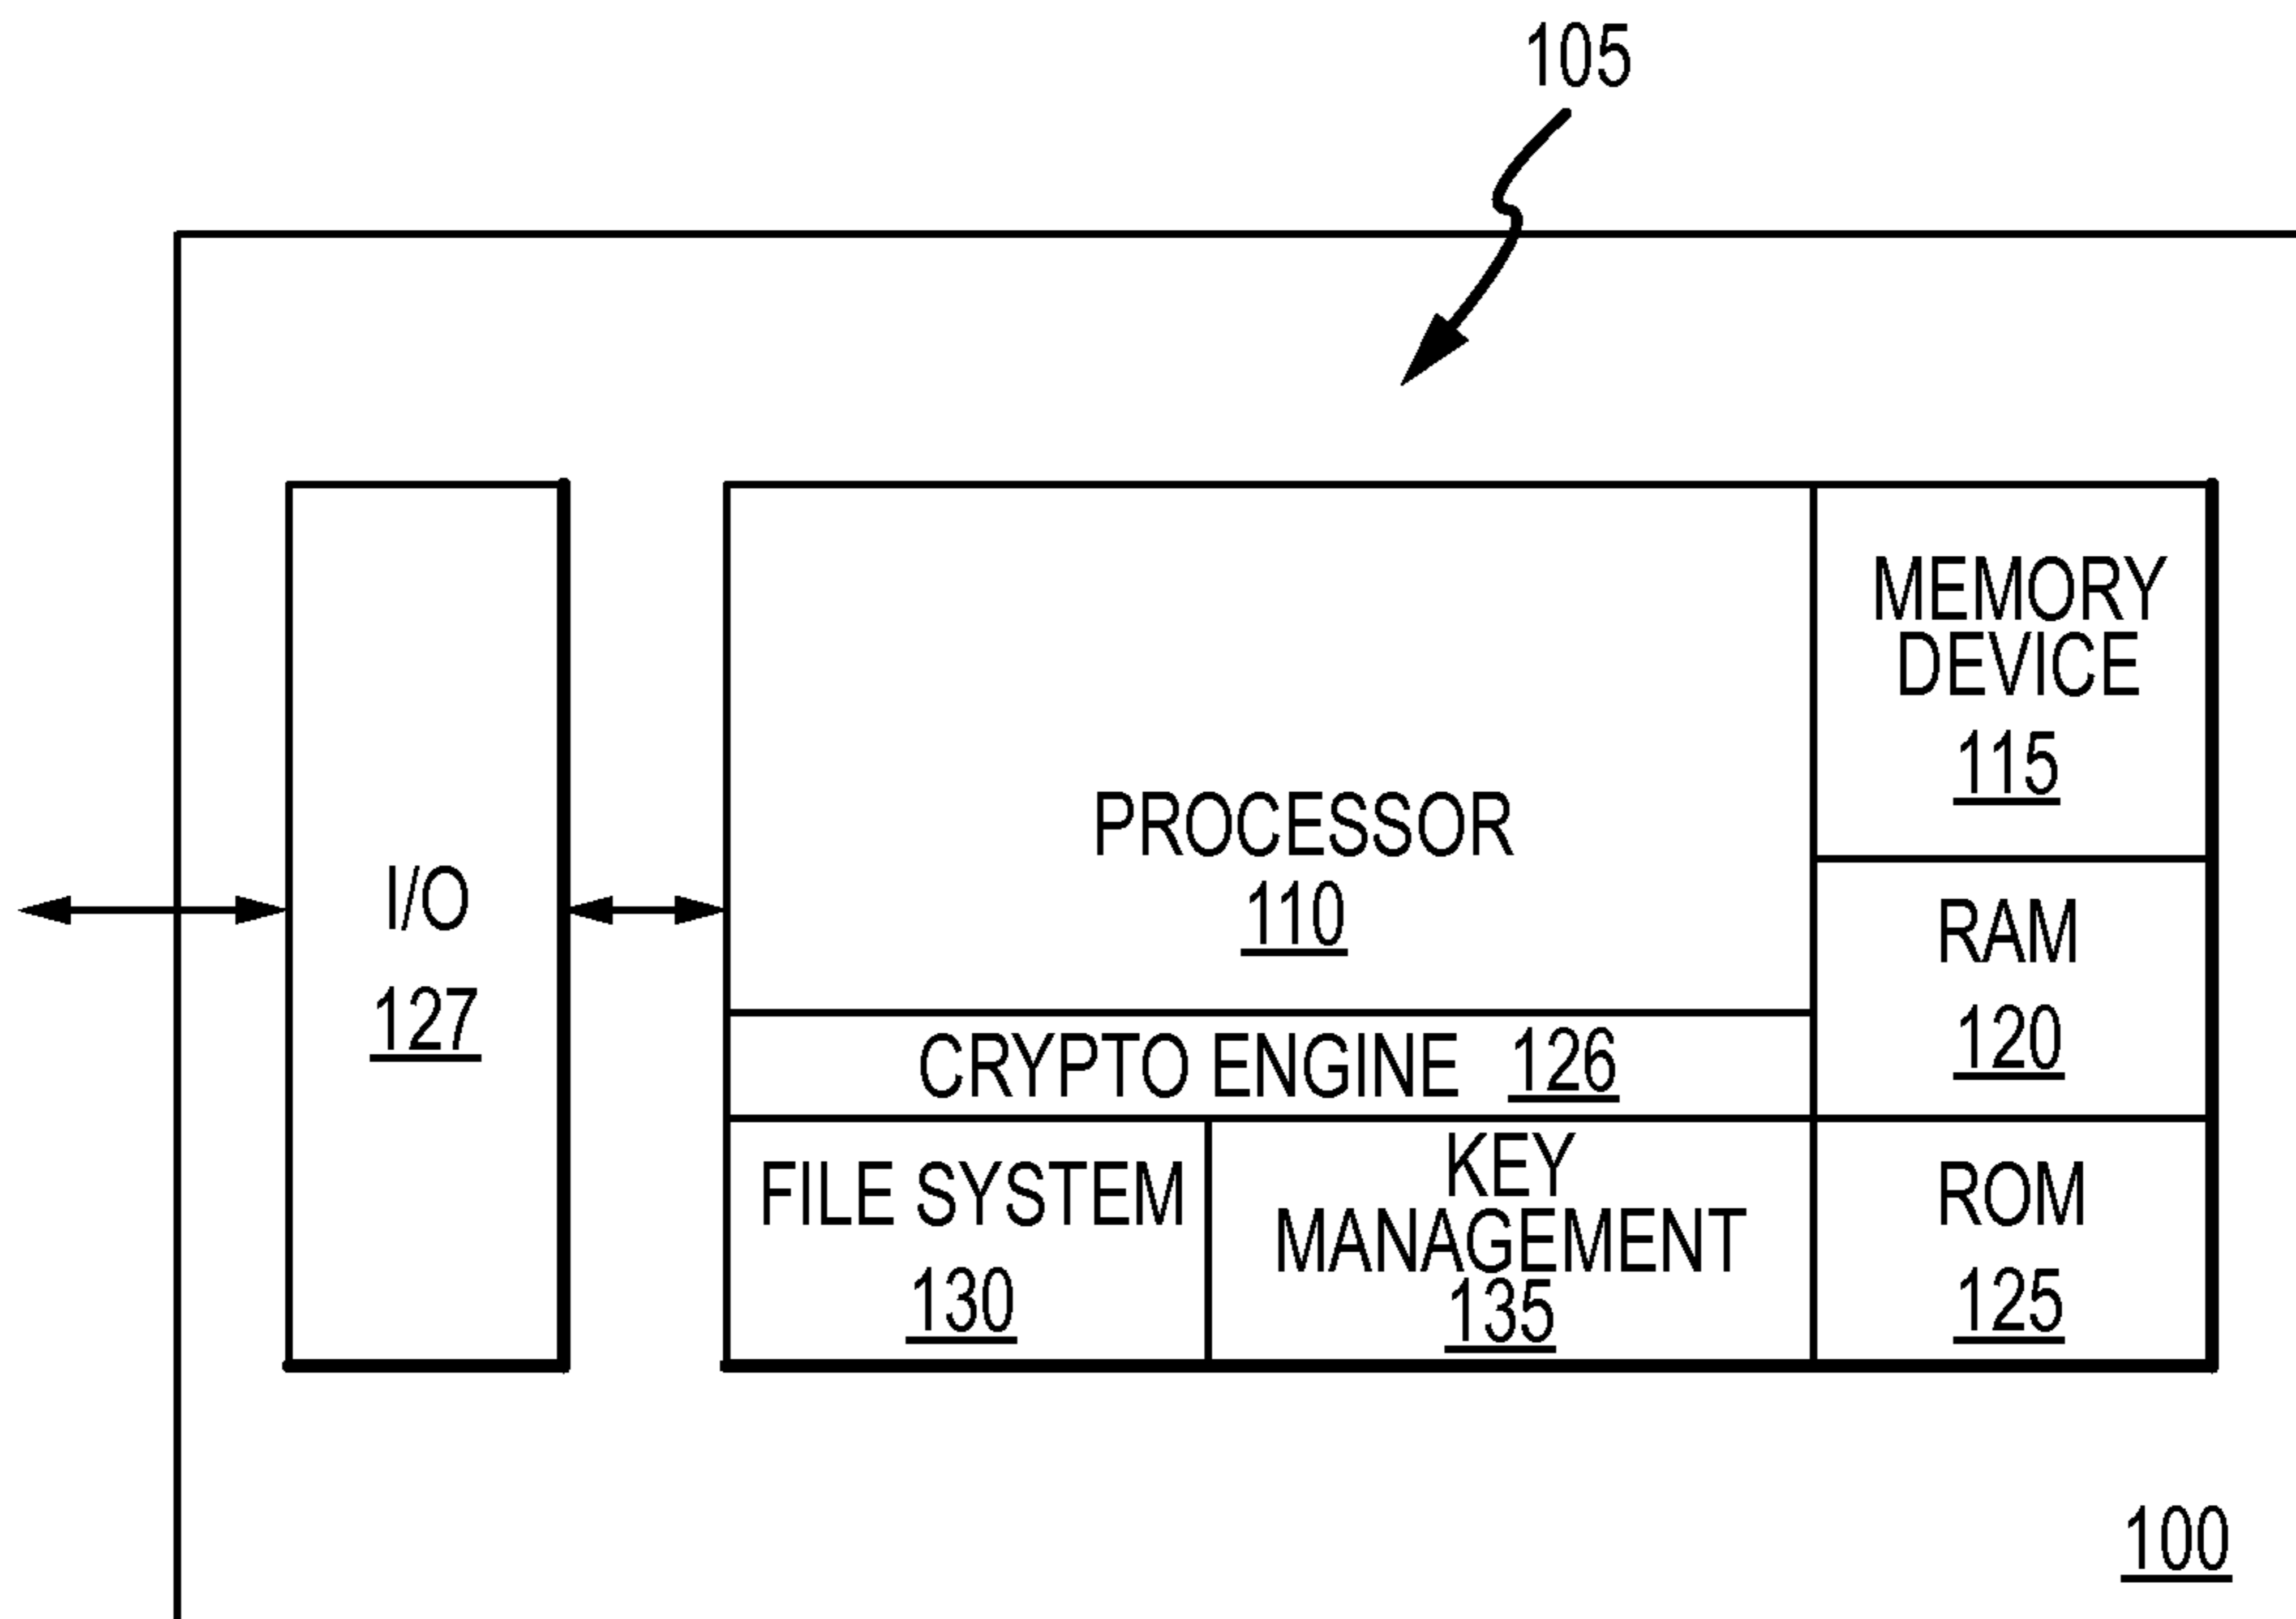 105
MEMORY
DEVICE
115
PROCESSOR
110
I/O
127
RAM
120
CRYPTO ENGINE 126
FILE SYSTEM
130
KEY
MANAGEMENT
135
ROM
125
100